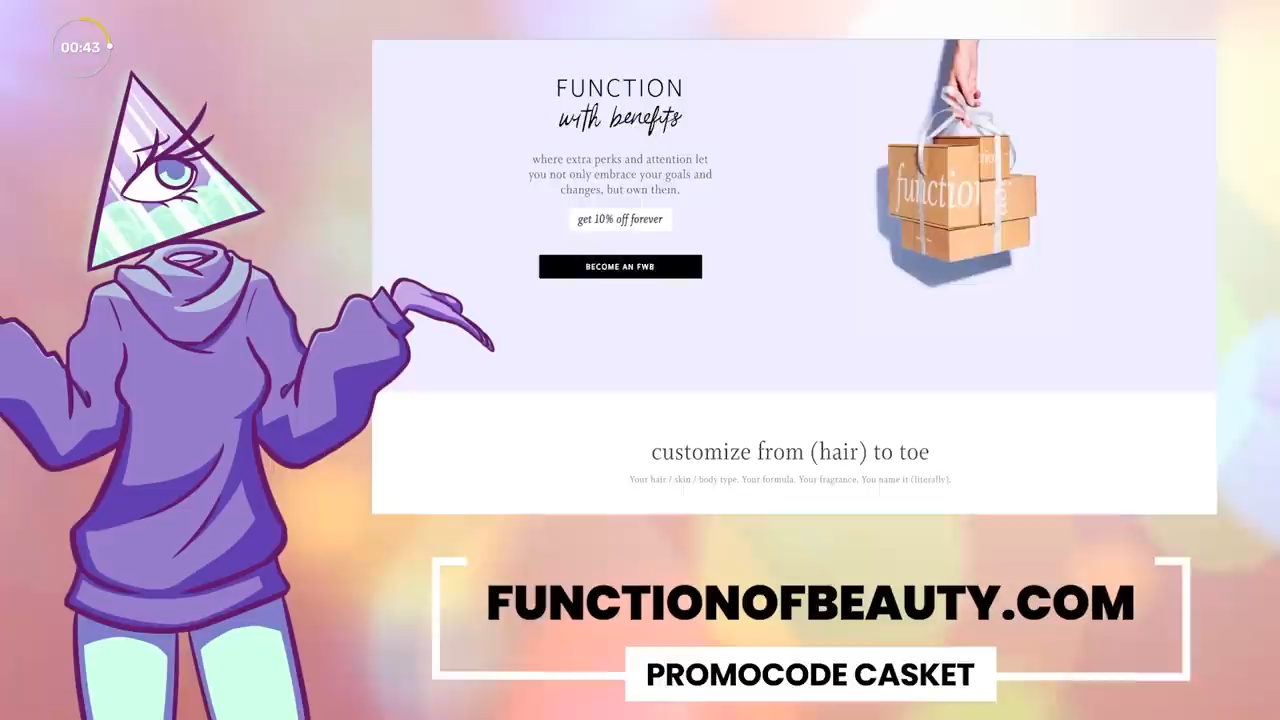 00:43
FUNCTION
with benefits
where extra perks and attention let
you not only embrace your goals and
changes, but own them.
get 10% off forever
BECOME AN FWB
function
customize from (hair) to toe
Your hair / skin / body type. Your formula. Your fragrance. You name it (literally).
FUNCTIONOFBEAUTY.COM
PROMOCODE CASKET